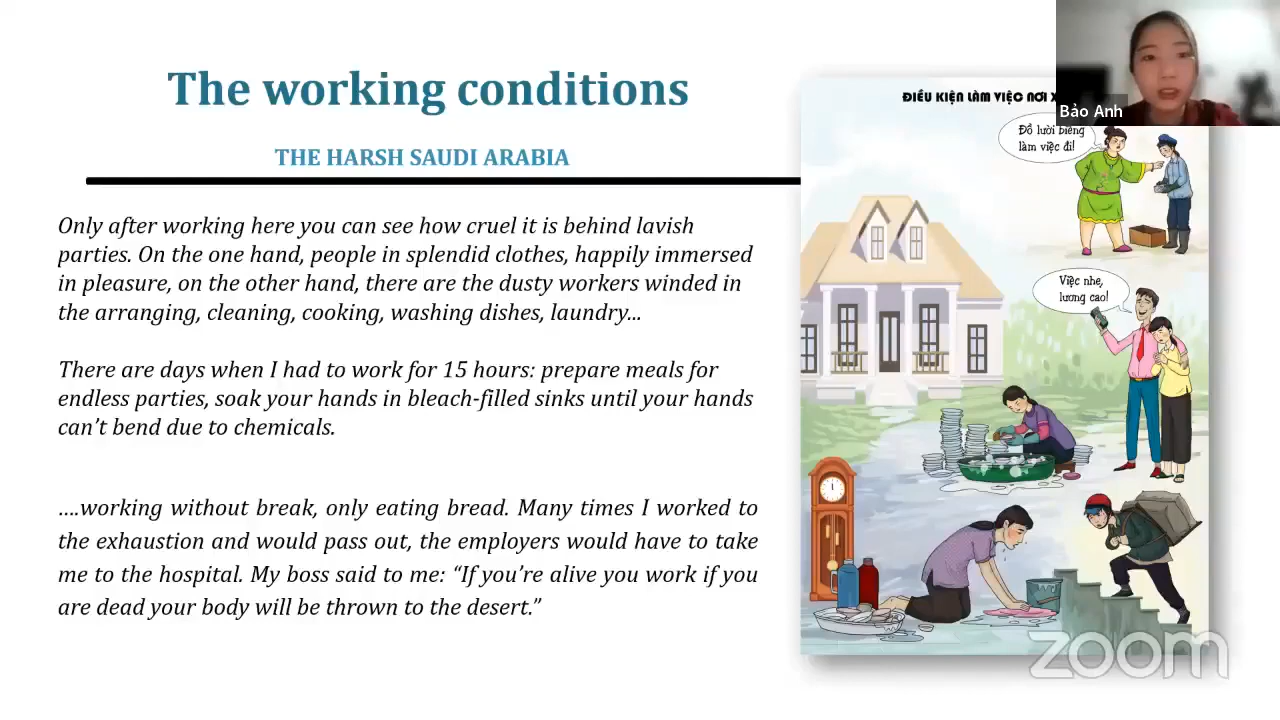 The working conditions
THE HARSH SAUDI ARABIA
Only after working here you can see how cruel it is behind lavish
parties. On the one hand, people in splendid clothes, happily immersed
in pleasure, on the other hand, there are the dusty workers winded in
the arranging, cleaning, cooking, washing dishes, laundry...
There are days when I had to work for 15 hours: prepare meals for
endless parties, soak your hands in bleach-filled sinks until your hands
can’t bend due to chemicals.
....working without break, only eating bread. Many times I worked to
the exhaustion and would pass out, the employers would have to take
me to the hospital. My boss said to me: “If you’re alive you work if you
are dead your body will be thrown to the desert.”
ĐIỀU KIỆN LÀM VIỆC NƠI
Bảo Anh
Đồ lười biếng
làm việc đi!
Việc nhẹ,
lương cao!
zoom